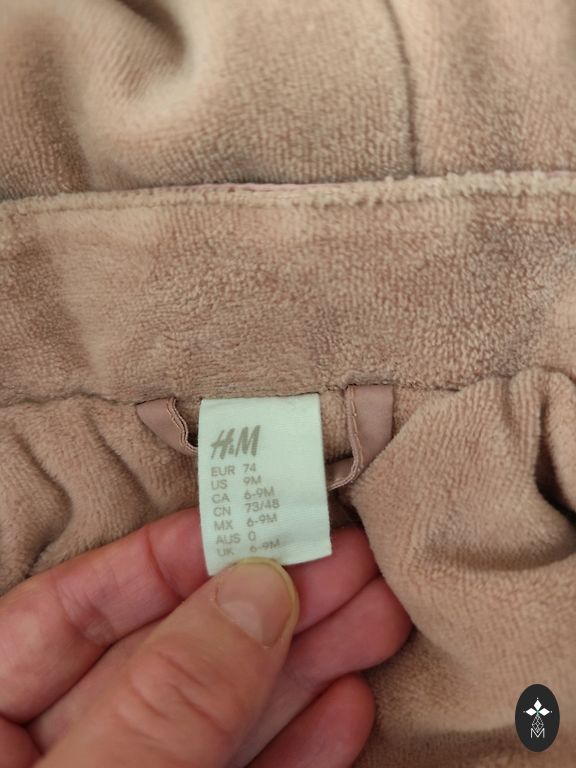 H&M
EUR 74
US 9M
CA 6-9M
CN 73/48
MX 6-9M
AUS 0
UK 6-9M
M